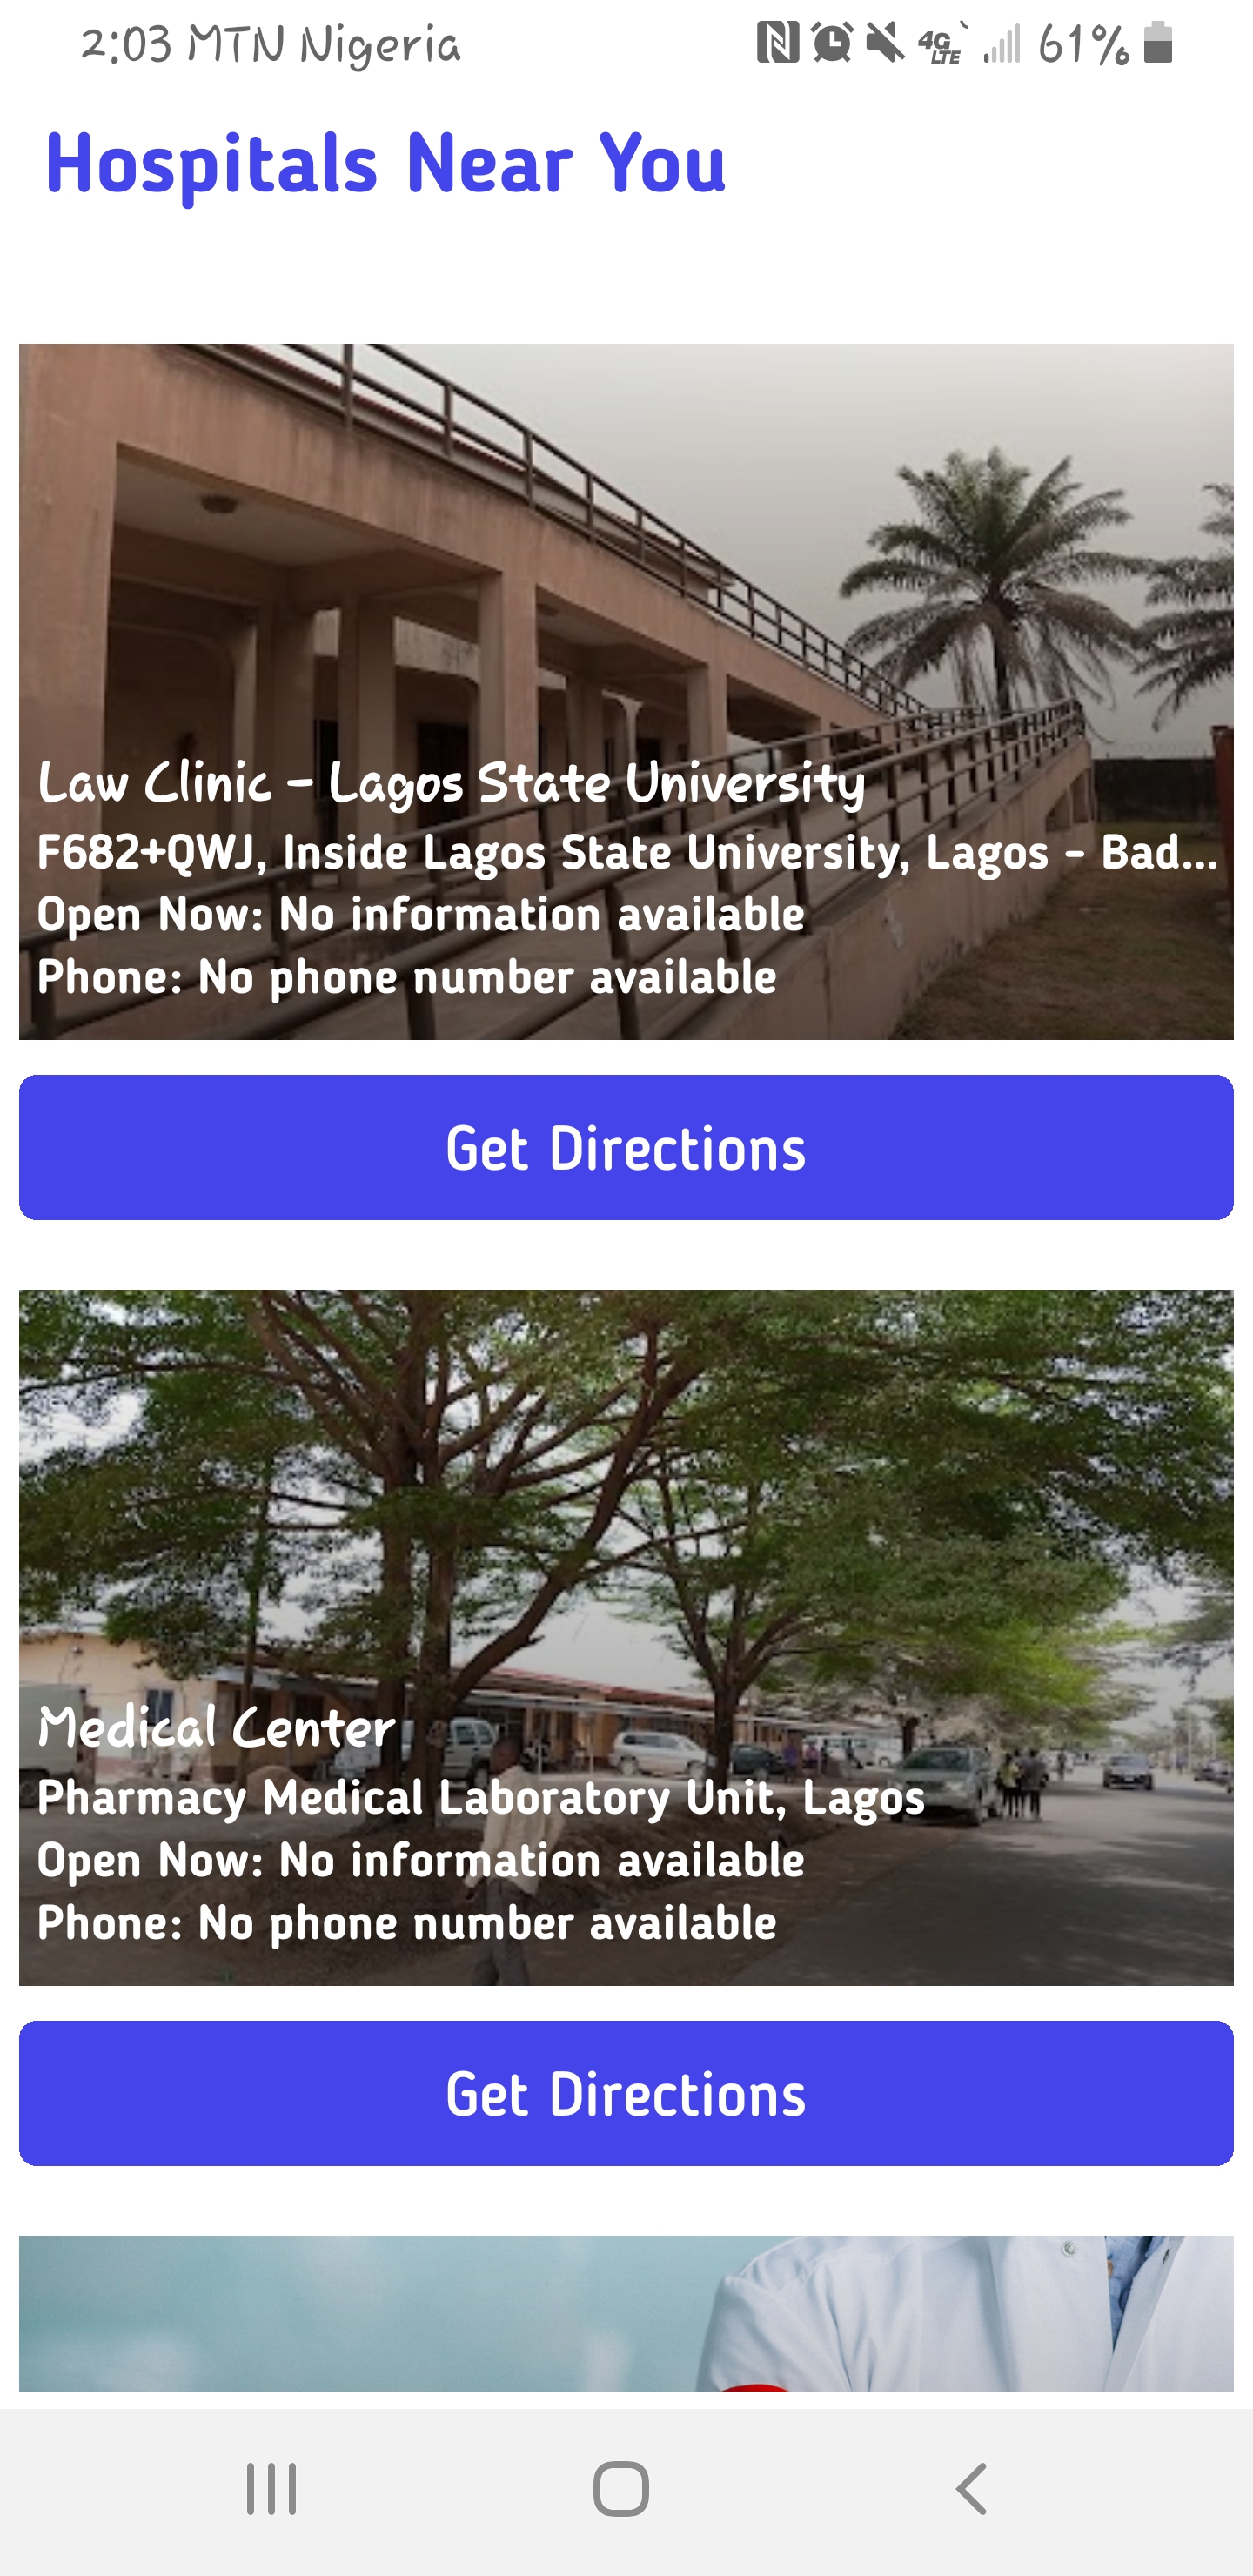 2:03 MTN Nigeria 4G LTE 61%
Hospitals Near You
Law Clinic - Lagos State University
F682+QWJ, Inside Lagos State University, Lagos - Bad...
Open Now: No information available
Phone: No phone number available
Get Directions
Medical Center
Pharmacy Medical Laboratory Unit, Lagos
Open Now: No information available
Phone: No phone number available
Get Directions